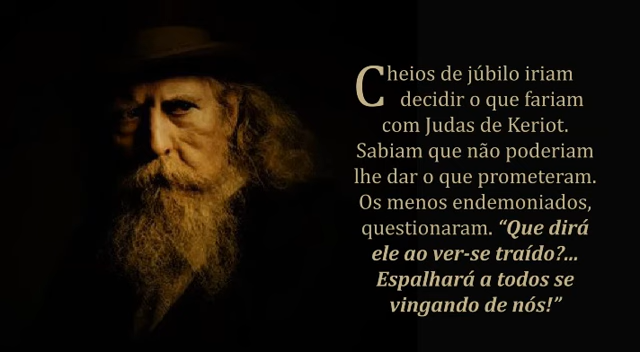 Cheios de júbilo iriam
decidir o que fariam
com Judas de Keriot.
Sabiam que não poderiam
lhe dar o que prometeram.
Os menos endemoniados,
questionaram. “Que dirá
ele ao ver-se traído?...
Espalhará a todos se
vingando de nós!”